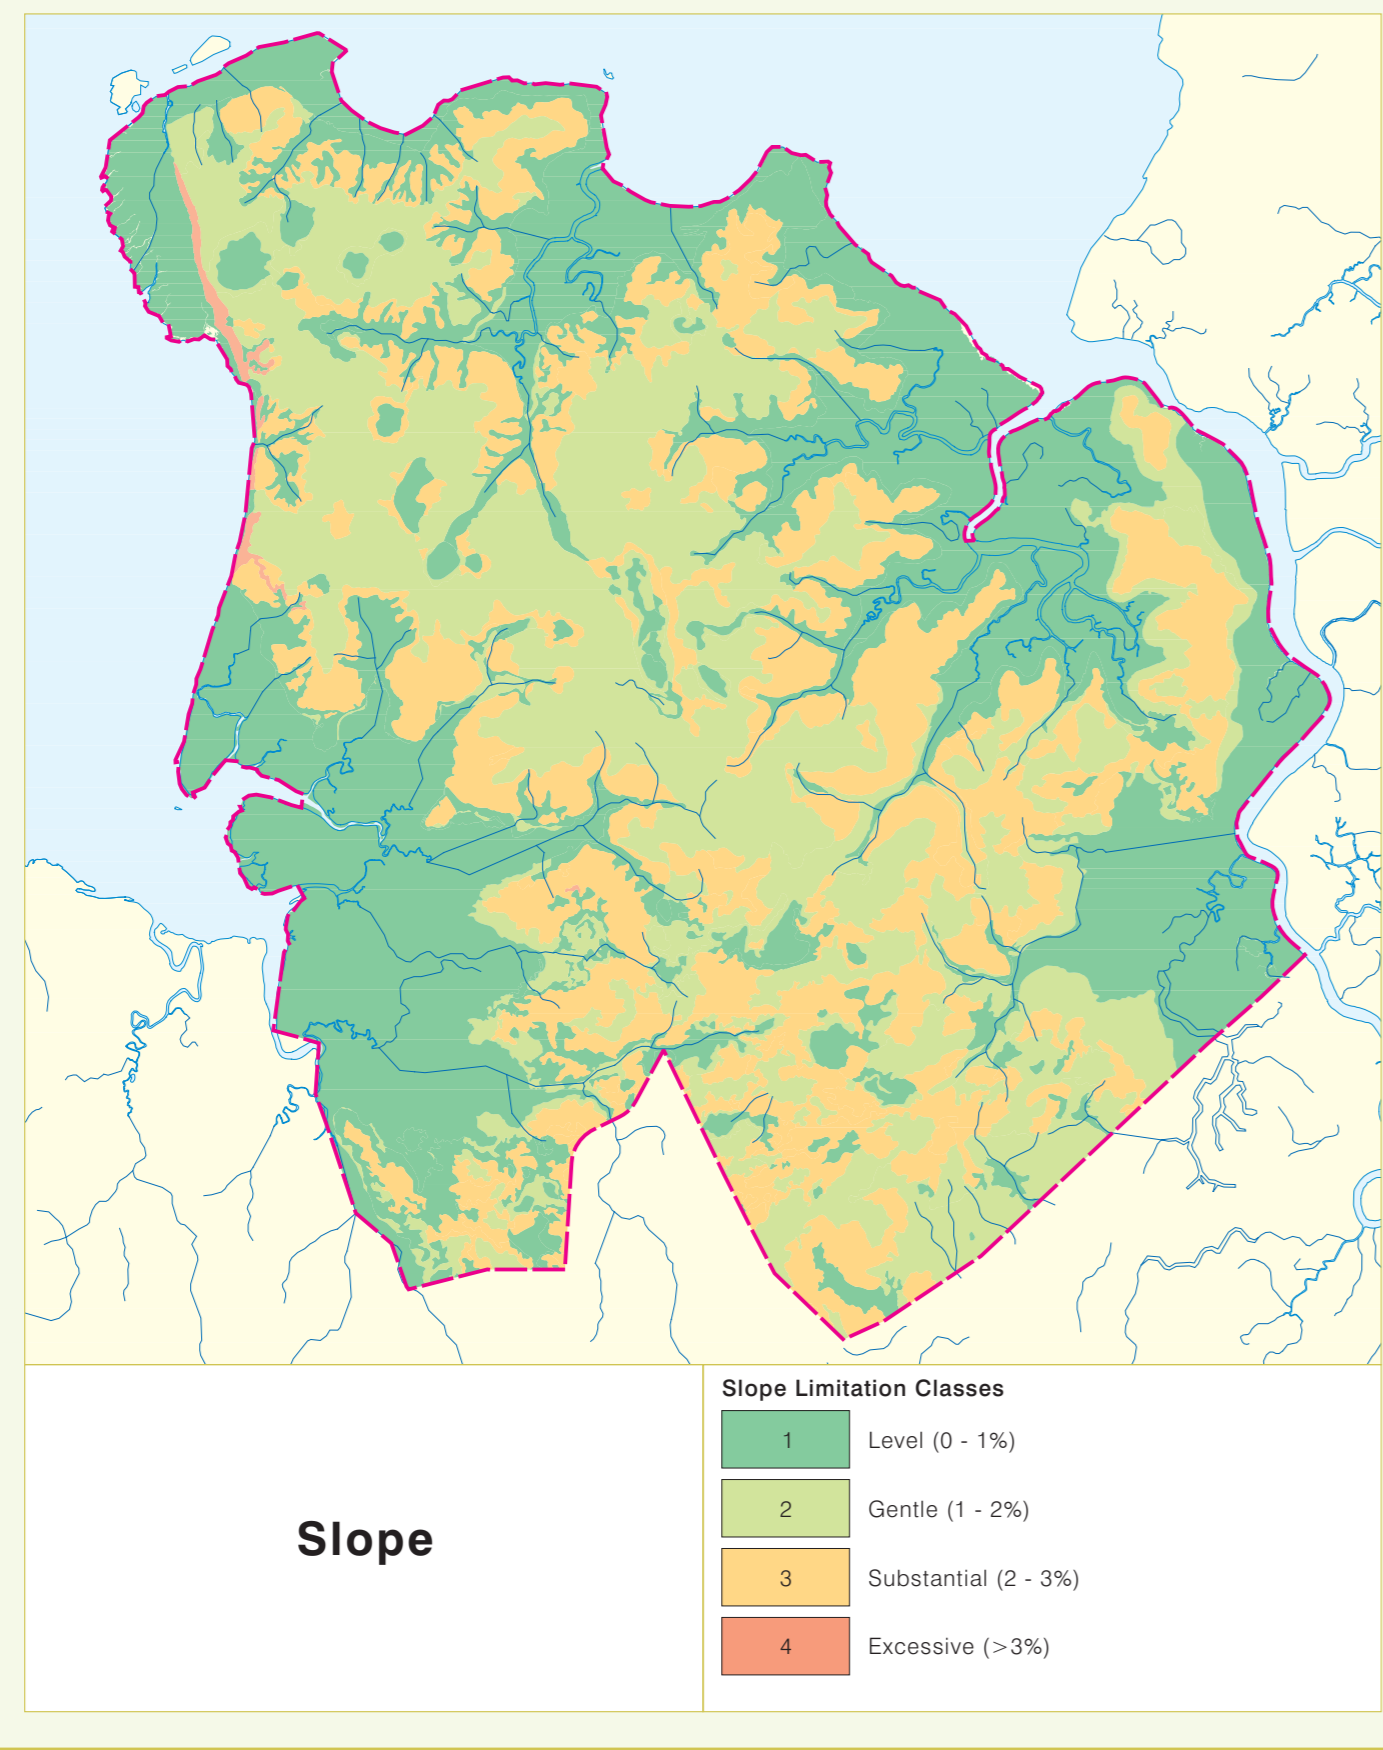 Slope
Slope Limitation Classes
1 Level (0 - 1%)
2 Gentle (1 - 2%)
3 Substantial (2 - 3%)
4 Excessive (>3%)